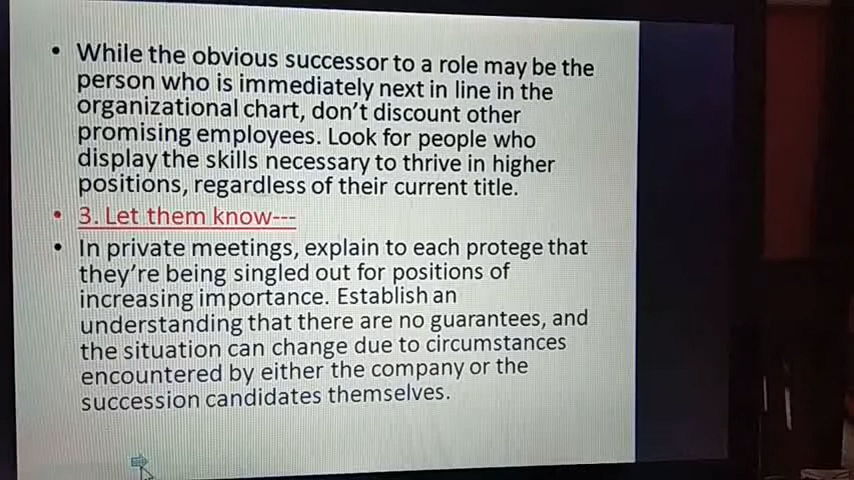 • While the obvious successor to a role may be the
person who is immediately next in line in the
organizational chart, don't discount other
promising employees. Look for people who
display the skills necessary to thrive in higher
positions, regardless of their current title.
• 3. Let them know---
• In private meetings, explain to each protege that
they're being singled out for positions of
increasing importance. Establish an
understanding that there are no guarantees, and
the situation can change due to circumstances
encountered by either the company or the
succession candidates themselves.